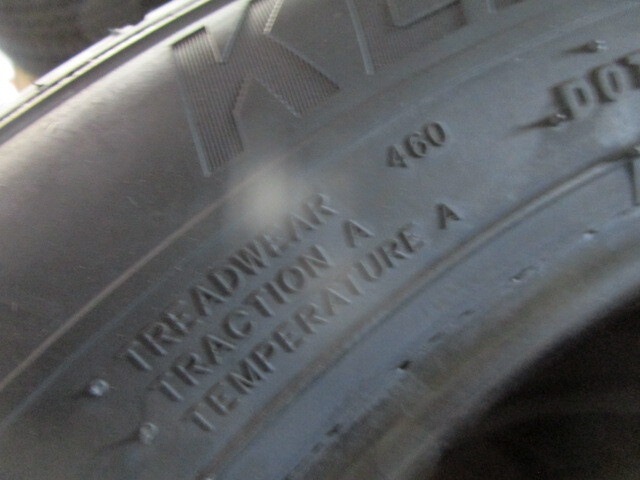 TREADWEAR 460
TRACTION A
TEMPERATURE A
DOT